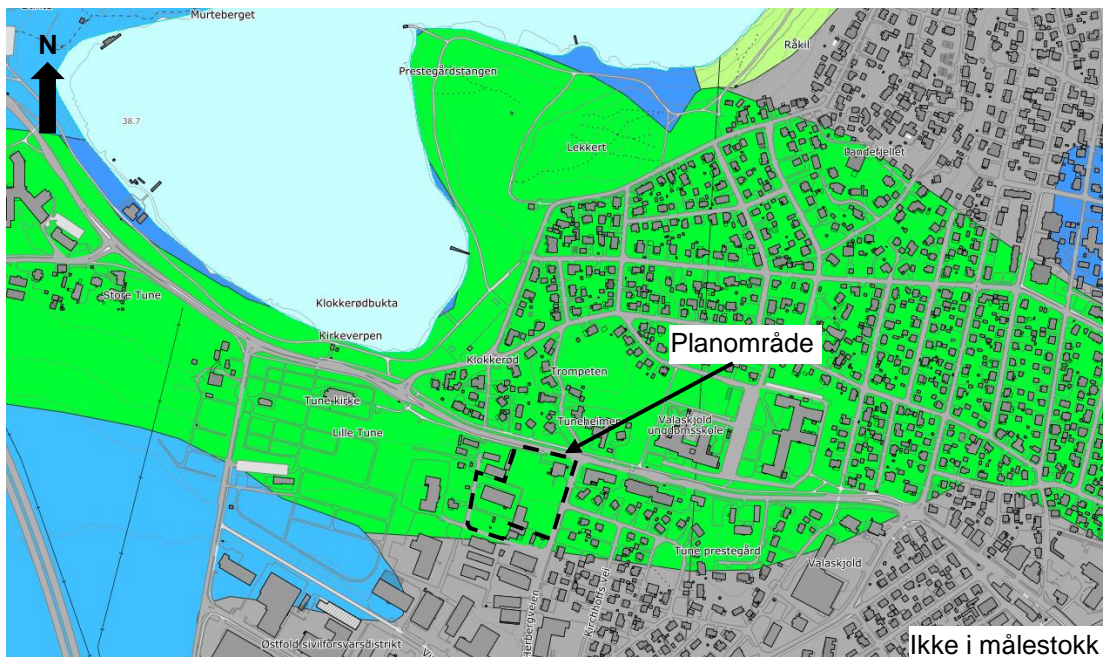 Murteberget
N
Råkil
Prestegårdstangen
38.7
Lekkert
Landefjellet
Store Tune
Klokkerødbukta
Kirkeverpen
Planområde
Klokkerød
Trompeten
Tune kirke
Tuneheimen
Valaskjold
ungdomsskole
Lille Tune
Tune prestegård
Valaskjold
Herbergveien
Kirchhoffs vei
Østfold sivilforsvarsdistrikt
Ikke i målestokk